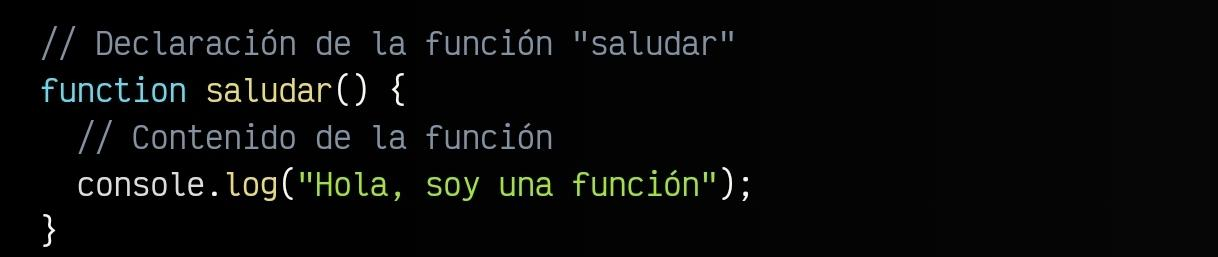 // Declaración de la función "saludar"
function saludar() {
  // Contenido de la función
  console.log("Hola, soy una función");
}